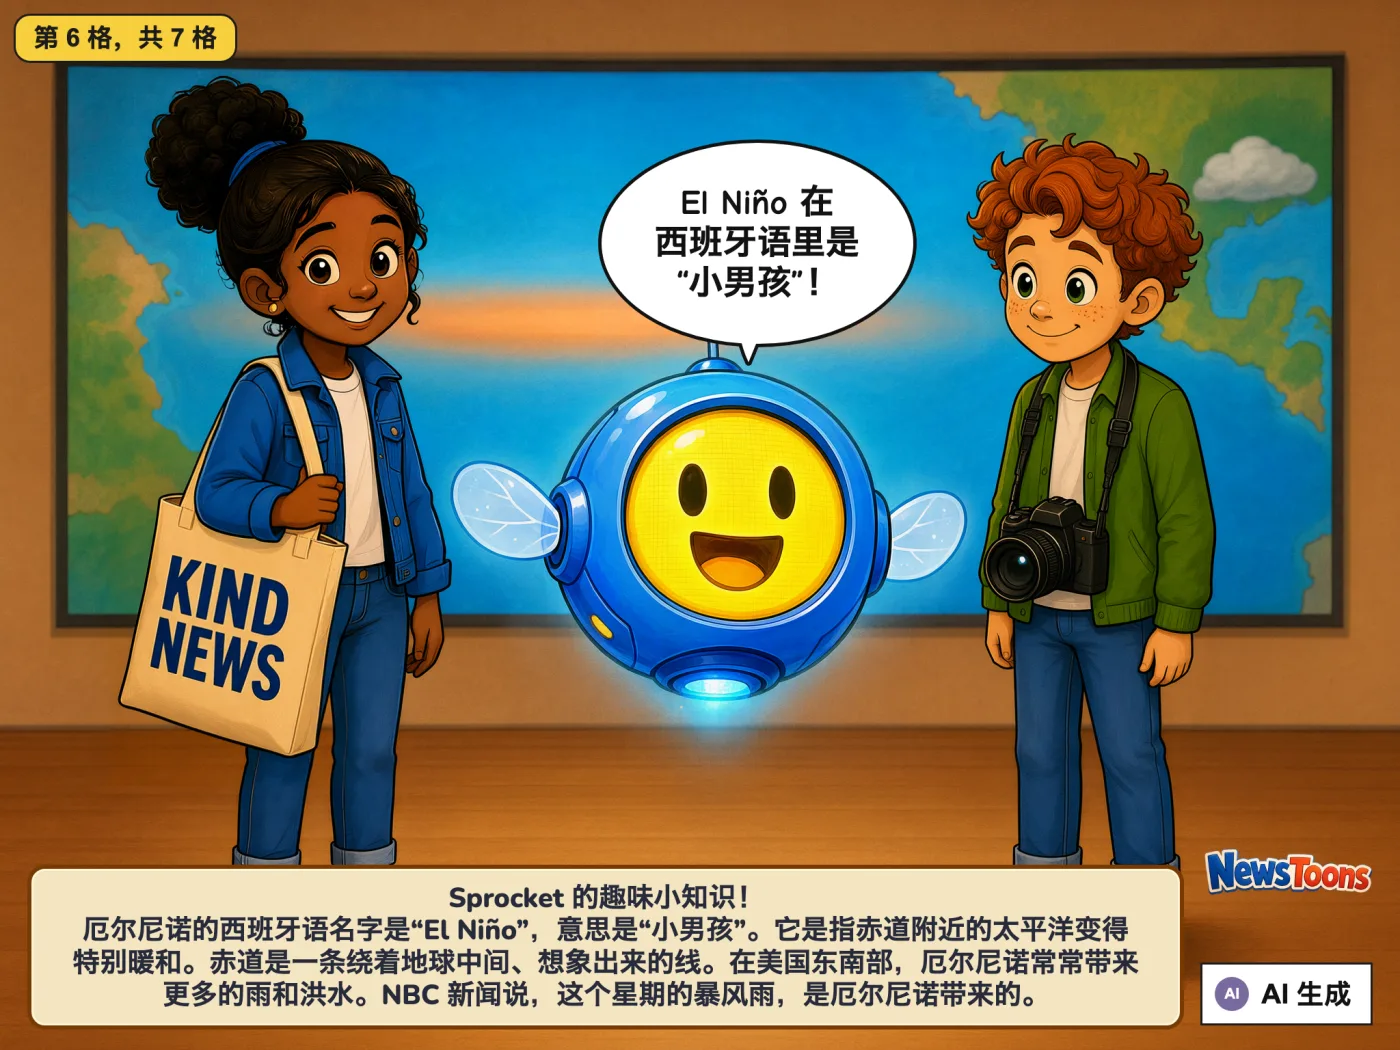 第 6 格，共 7 格
El Niño 在
西班牙语里是
“小男孩”！
KIND
NEWS
Sprocket 的趣味小知识！
厄尔尼诺的西班牙语名字是“El Niño”，意思是“小男孩”。它是指赤道附近的太平洋变得
特别暖和。赤道是一条绕着地球中间、想象出来的线。在美国东南部，厄尔尼诺常常带来
更多的雨和洪水。NBC 新闻说，这个星期的暴风雨，是厄尔尼诺带来的。
NewsToons
AI AI 生成